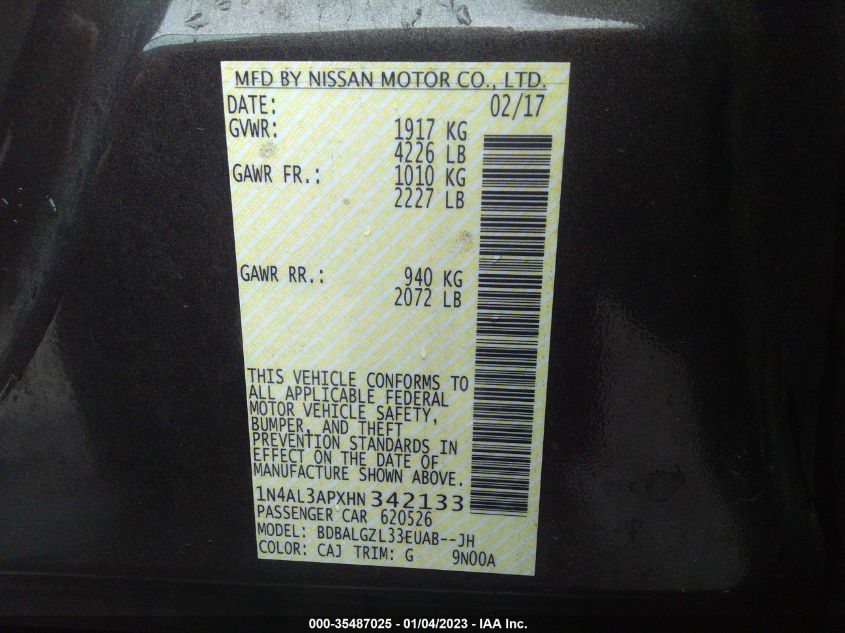 MFD BY NISSAN MOTOR CO., LTD.
DATE: 02/17
GVWR: 1917 KG
4226 LB
GAWR FR.: 1010 KG
2227 LB
GAWR RR.: 940 KG
2072 LB
THIS VEHICLE CONFORMS TO
ALL APPLICABLE FEDERAL
MOTOR VEHICLE SAFETY,
BUMPER, AND THEFT
PREVENTION STANDARDS IN
EFFECT ON THE DATE OF
MANUFACTURE SHOWN ABOVE.
1N4AL3APXHN342133
PASSENGER CAR 620526
MODEL: BDBALGZL33EUAB--JH
COLOR: CAJ TRIM: G 9N00A
000-35487025 - 01/04/2023 - IAA Inc.